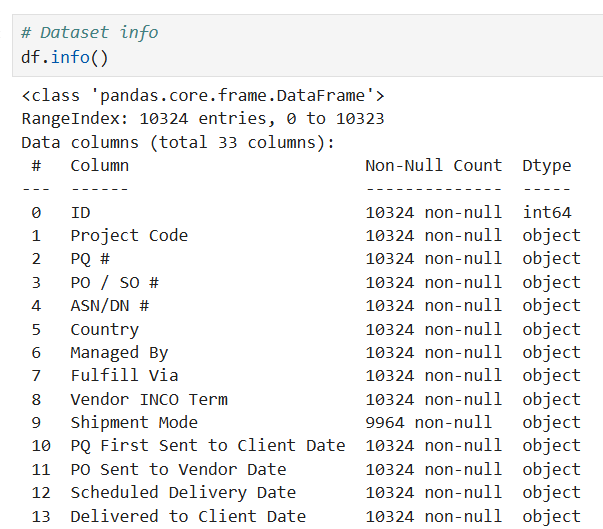 # Dataset info
df.info()
<class 'pandas.core.frame.DataFrame'>
RangeIndex: 10324 entries, 0 to 10323
Data columns (total 33 columns):
 #   Column                        Non-Null Count  Dtype
---  ------                        --------------  -----
 0   ID                            10324 non-null  int64
 1   Project Code                  10324 non-null  object
 2   PQ #                          10324 non-null  object
 3   PO / SO #                     10324 non-null  object
 4   ASN/DN #                      10324 non-null  object
 5   Country                       10324 non-null  object
 6   Managed By                    10324 non-null  object
 7   Fulfill Via                   10324 non-null  object
 8   Vendor INCO Term              10324 non-null  object
 9   Shipment Mode                 9964 non-null   object
 10  PQ First Sent to Client Date  10324 non-null  object
 11  PO Sent to Vendor Date        10324 non-null  object
 12  Scheduled Delivery Date       10324 non-null  object
 13  Delivered to Client Date      10324 non-null  object